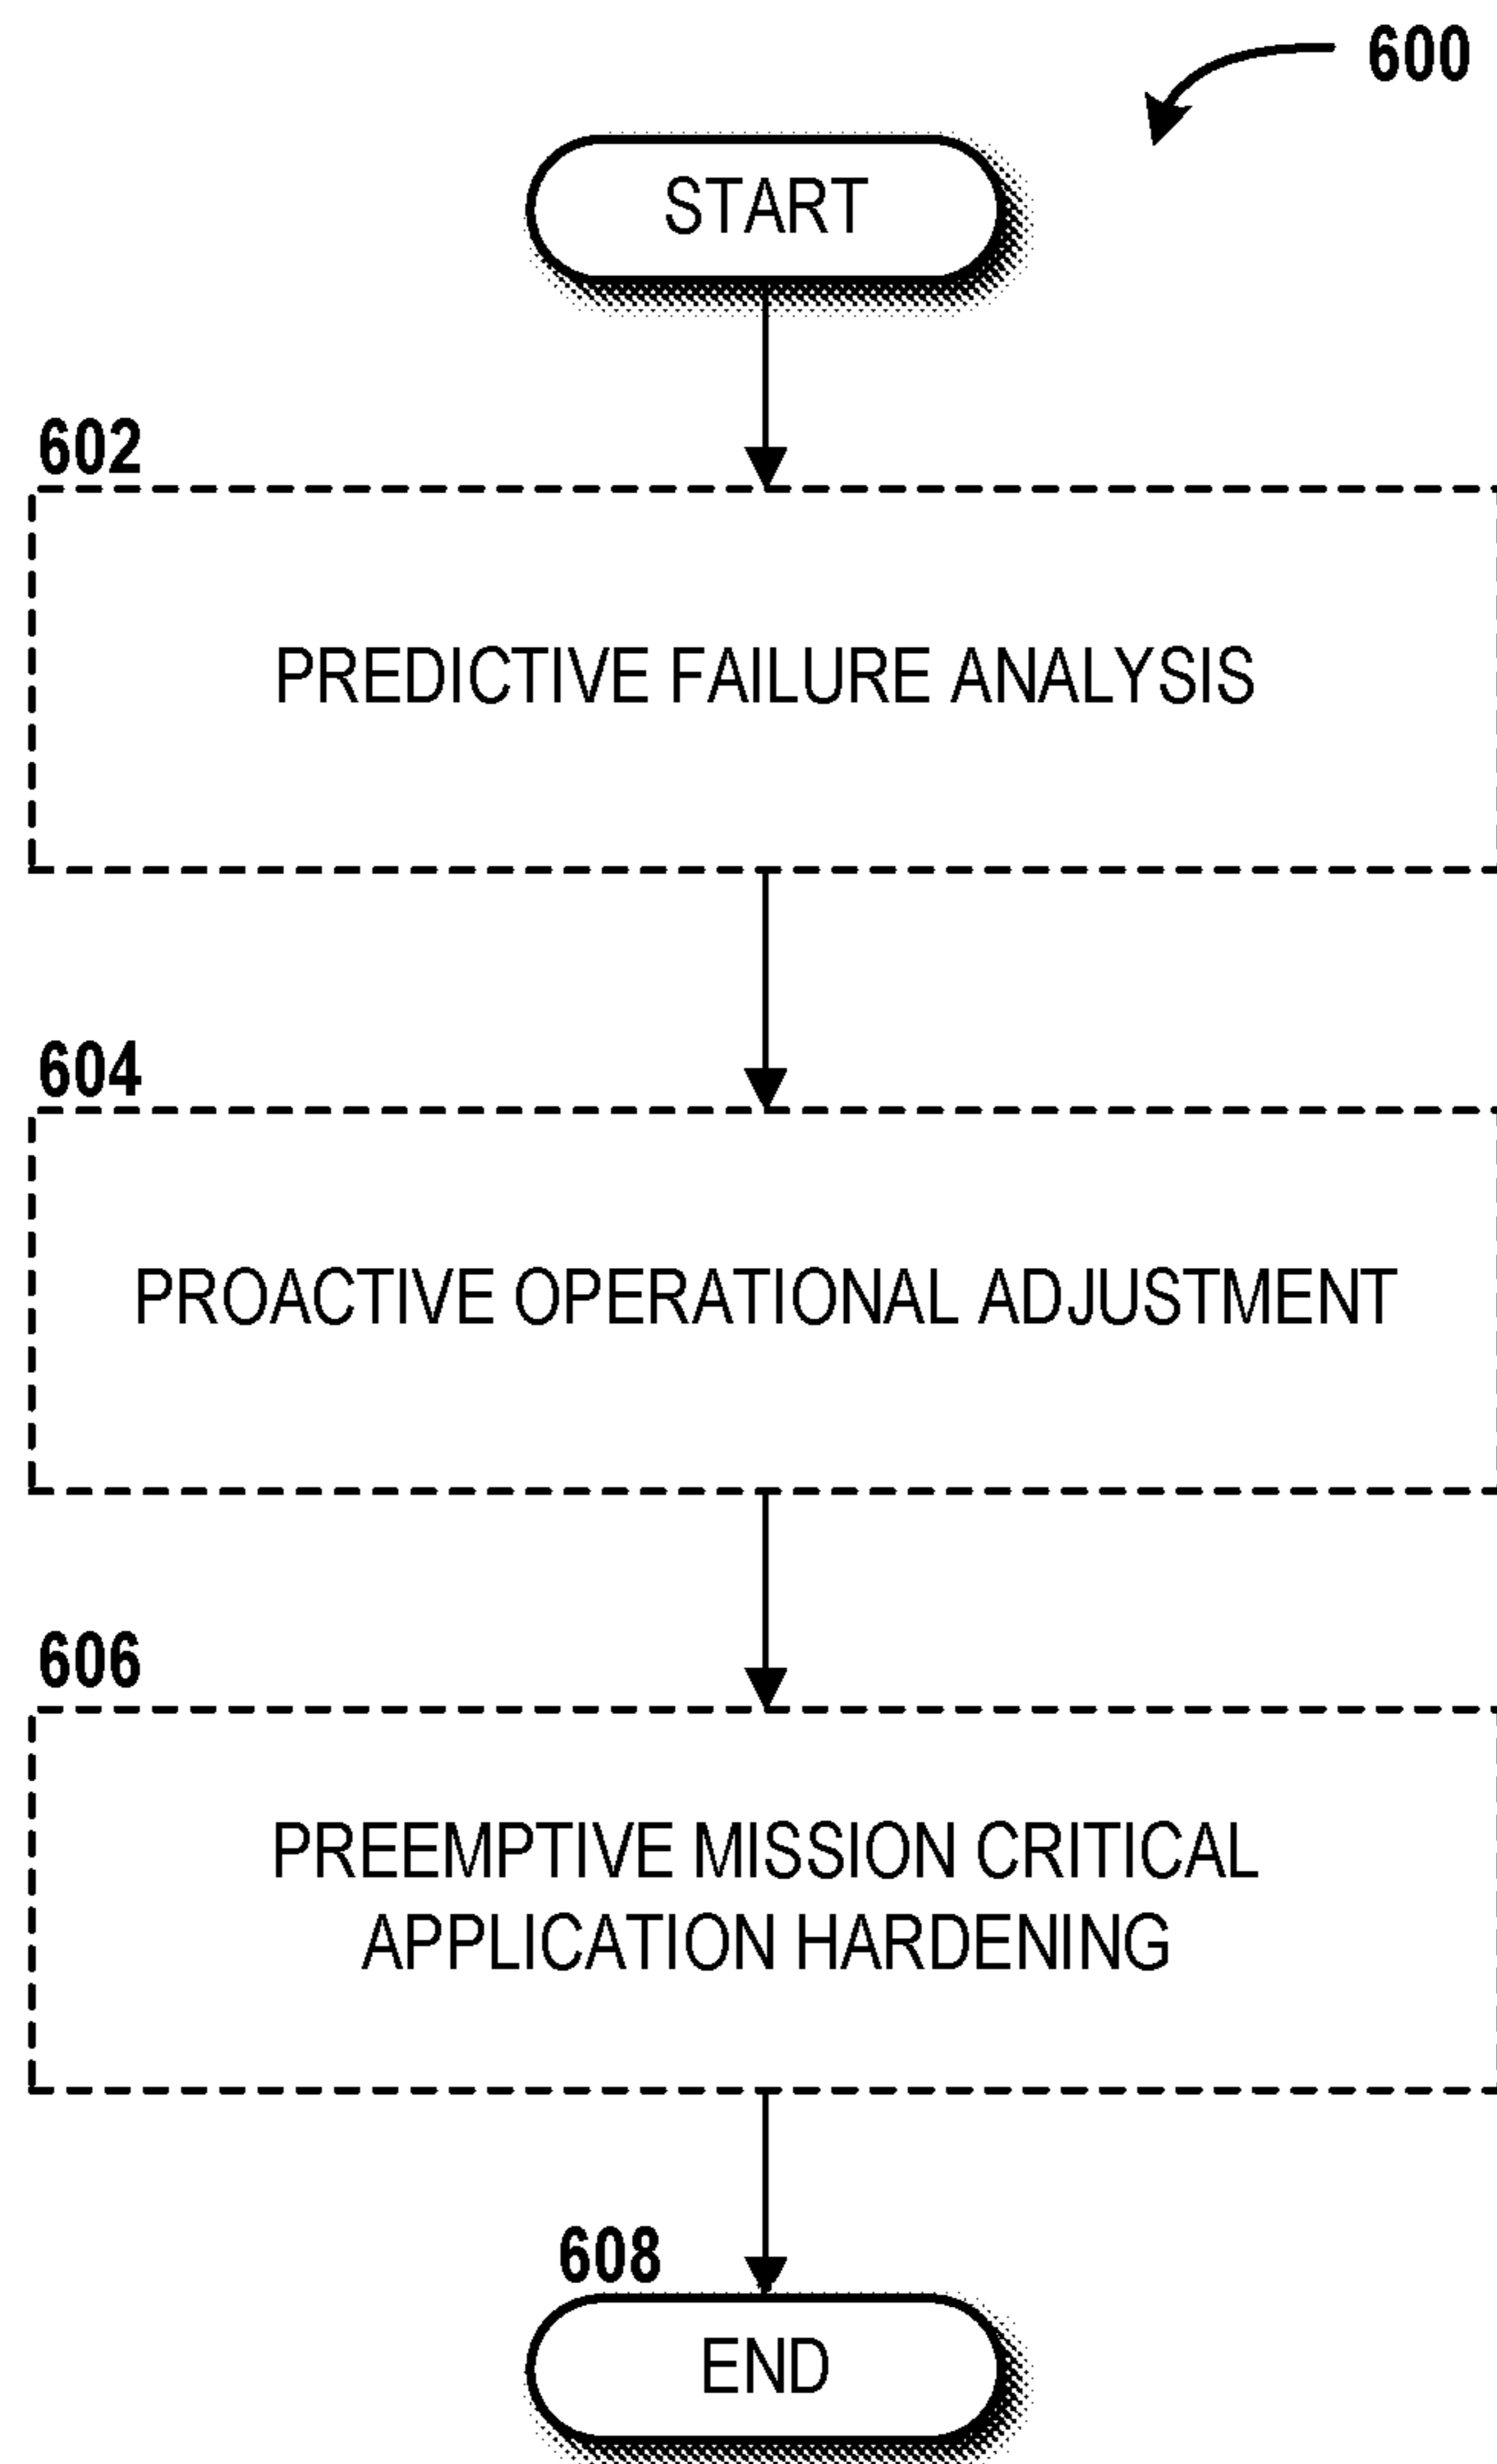 600
START
602
PREDICTIVE FAILURE ANALYSIS
604
PROACTIVE OPERATIONAL ADJUSTMENT
606
PREEMPTIVE MISSION CRITICAL
APPLICATION HARDENING
608
END